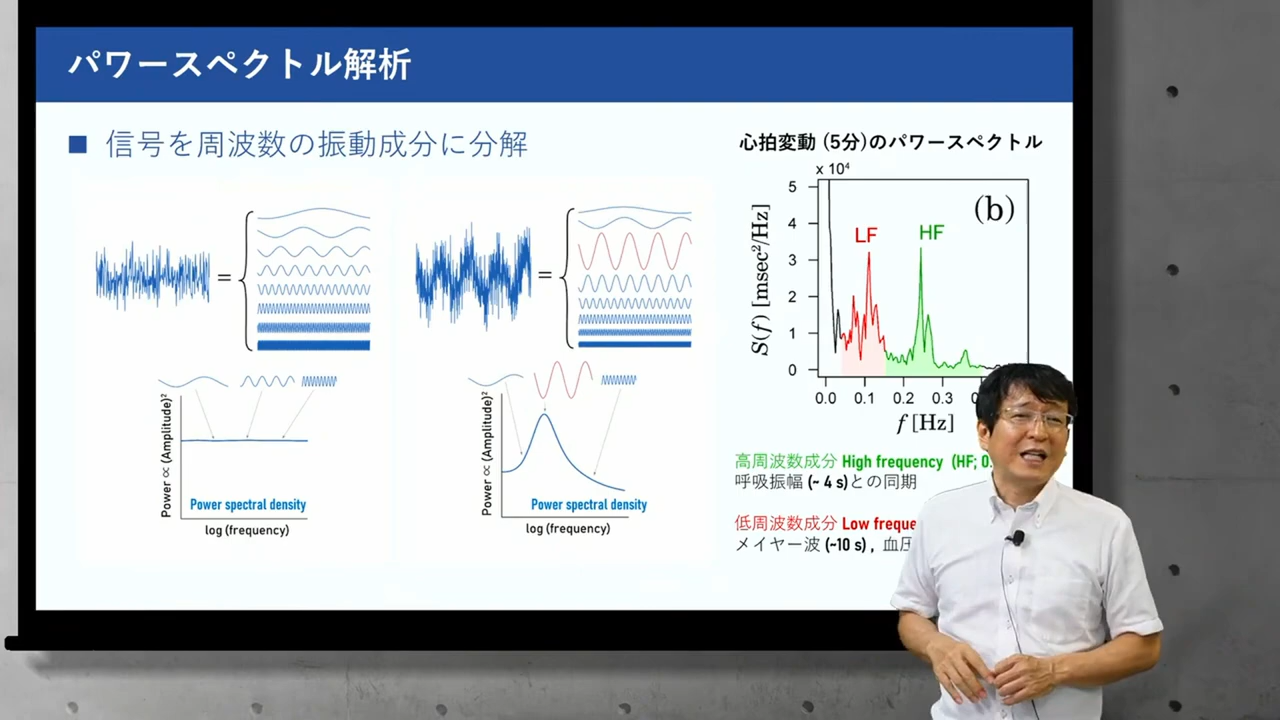 パワースペクトル解析
■ 信号を周波数の振動成分に分解
=
=
Power ∝ (Amplitude)²
Power spectral density
log (frequency)
Power ∝ (Amplitude)²
Power spectral density
log (frequency)
心拍変動 (5分)のパワースペクトル
x 10⁴
(b)
LF
HF
S(f) [msec²/Hz]
5
4
3
2
1
0
0.0 0.1 0.2 0.3
f [Hz]
高周波数成分 High frequency (HF; 0.
呼吸振幅 (~ 4 s)との同期
低周波数成分 Low freque
メイヤー波 (~10 s) , 血圧